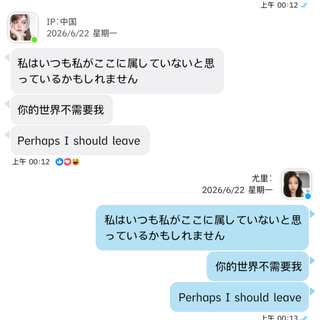 上午 00:12
IP:中国
2026/6/22 星期一
私はいつも私がここに属していないと思
っているかもしれません
你的世界不需要我
Perhaps I should leave
上午 00:12
尤里:
2026/6/22 星期一
私はいつも私がここに属していないと思
っているかもしれません
你的世界不需要我
Perhaps I should leave
上午 00:13